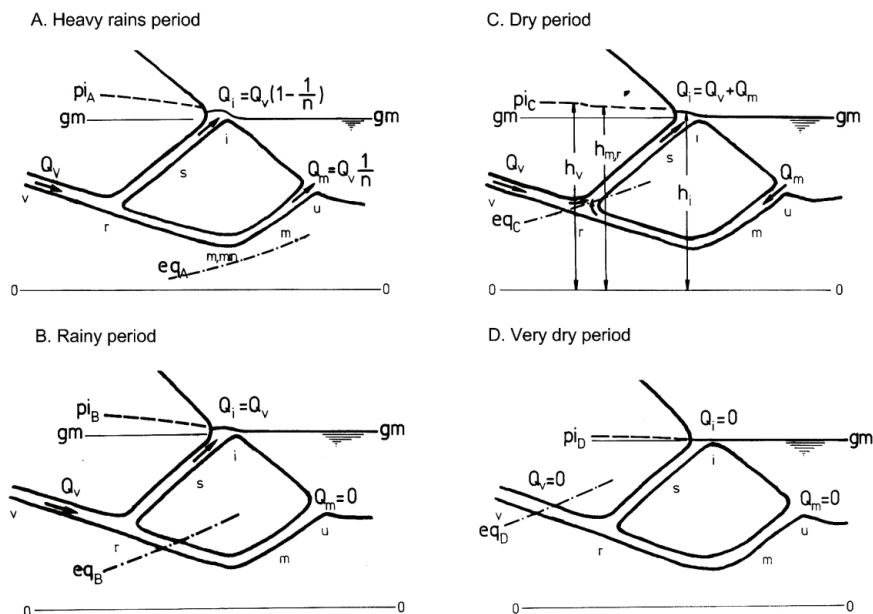 A. Heavy rains period
pi_A
gm
Q_i=Q_v(1-1/n)
gm
Q_v
v
s
i
Q_m=Q_v 1/n
u
r
m,min
m
eq_A
0
0
C. Dry period
pi_C
gm
Q_i=Q_v+Q_m
gm
Q_v
v
h_v
h_m,r
s
i
h_i
Q_m
eq_C
r
u
m
0
0
B. Rainy period
pi_B
gm
Q_i=Q_v
gm
Q_v
v
s
i
Q_m=0
u
r
m
eq_B
0
0
D. Very dry period
pi_D
Q_i=0
gm
Q_v=0
v
s
i
Q_m=0
eq_D
u
r
m
0
0